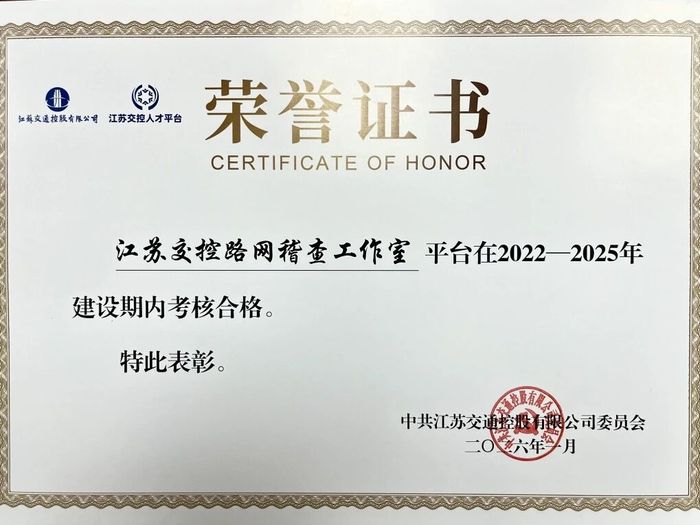 江苏交通控股有限公司
江苏交控人才平台
荣誉证书
CERTIFICATE OF HONOR
江苏交控路网稽查工作室 平台在2022—2025年
建设期内考核合格。
特此表彰。
中共江苏交通控股有限公司委员会
二〇二六年一月